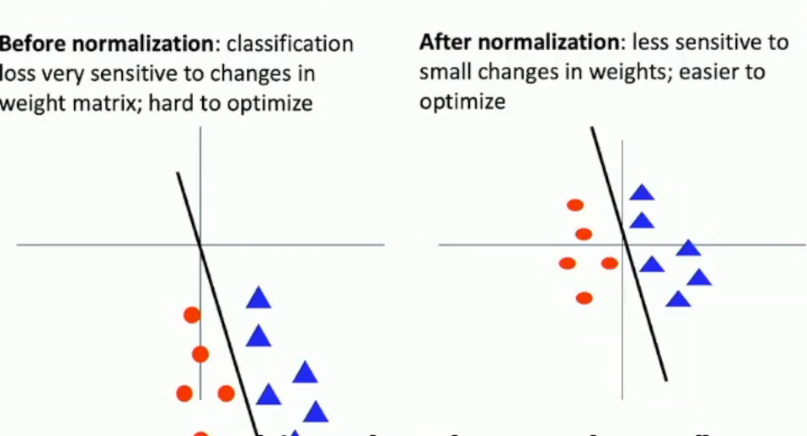 Before normalization: classification
loss very sensitive to changes in
weight matrix; hard to optimize
After normalization: less sensitive to
small changes in weights; easier to
optimize